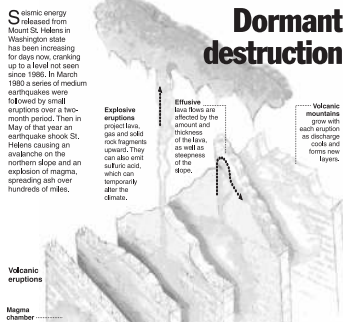 Dormant
destruction
Seismic energy
released from
Mount St. Helens in
Washington state
has been increasing
for days now, cranking
up to a level not seen
since 1986. In March
1980 a series of medium
earthquakes were
followed by small
eruptions over a two-
month period. Then in
May of that year an
earthquake shook St.
Helens causing an
avalanche on the
northern slope and an
explosion of magma,
spreading ash over
hundreds of miles.
Explosive
eruptions
project lava,
gas and solid
rock fragments
upward. They
can also emit
sulfuric acid,
which can
temporarily
alter the
climate.
Effusive
lava flows are
affected by the
amount and
thickness
of the lava,
as well as
steepness
of the
slope.
Volcanic
mountains
grow with
each eruption
as discharge
cools and
forms new
layers.
Volcanic
eruptions
Magma
chamber